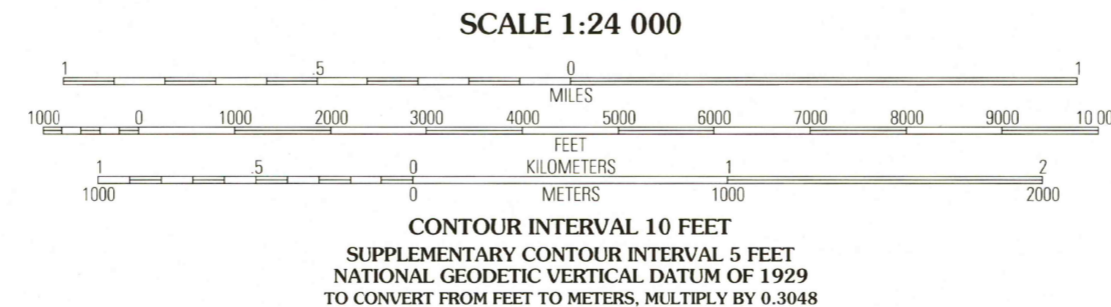 SCALE 1:24 000
1 .5 0 1
MILES
1000 0 1000 2000 3000 4000 5000 6000 7000 8000 9000 10 00
FEET
1 .5 0 KILOMETERS 1 2
1000 0 METERS 1000 2000
CONTOUR INTERVAL 10 FEET
SUPPLEMENTARY CONTOUR INTERVAL 5 FEET
NATIONAL GEODETIC VERTICAL DATUM OF 1929
TO CONVERT FROM FEET TO METERS, MULTIPLY BY 0.3048